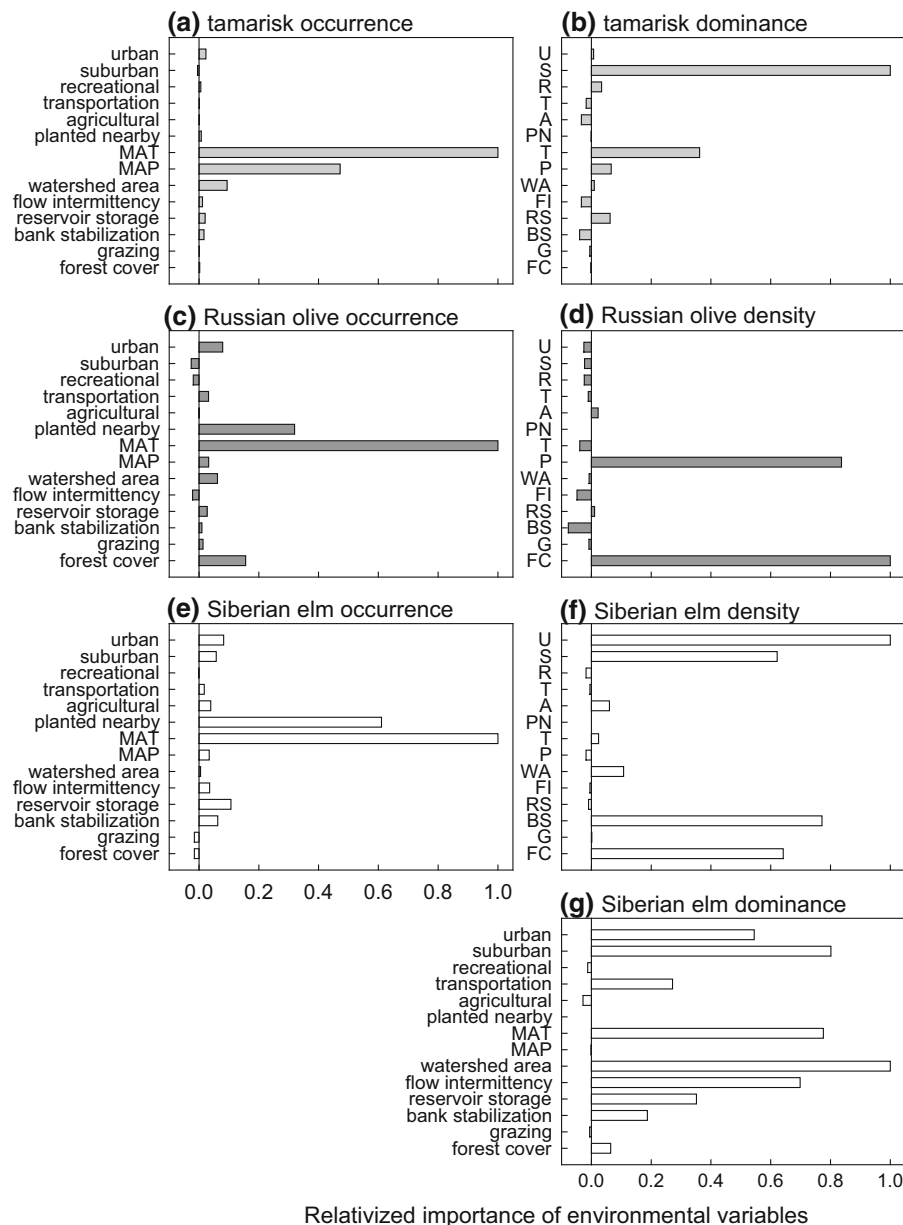 (a) tamarisk occurrence
urban
suburban
recreational
transportation
agricultural
planted nearby
MAT
MAP
watershed area
flow intermittency
reservoir storage
bank stabilization
grazing
forest cover
(b) tamarisk dominance
U
S
R
T
A
PN
T
P
WA
FI
RS
BS
G
FC
(c) Russian olive occurrence
urban
suburban
recreational
transportation
agricultural
planted nearby
MAT
MAP
watershed area
flow intermittency
reservoir storage
bank stabilization
grazing
forest cover
(d) Russian olive density
U
S
R
T
A
PN
T
P
WA
FI
RS
BS
G
FC
(e) Siberian elm occurrence
urban
suburban
recreational
transportation
agricultural
planted nearby
MAT
MAP
watershed area
flow intermittency
reservoir storage
bank stabilization
grazing
forest cover
0.0 0.2 0.4 0.6 0.8 1.0
(f) Siberian elm density
U
S
R
T
A
PN
T
P
WA
FI
RS
BS
G
FC
(g) Siberian elm dominance
urban
suburban
recreational
transportation
agricultural
planted nearby
MAT
MAP
watershed area
flow intermittency
reservoir storage
bank stabilization
grazing
forest cover
0.0 0.2 0.4 0.6 0.8 1.0
Relativized importance of environmental variables